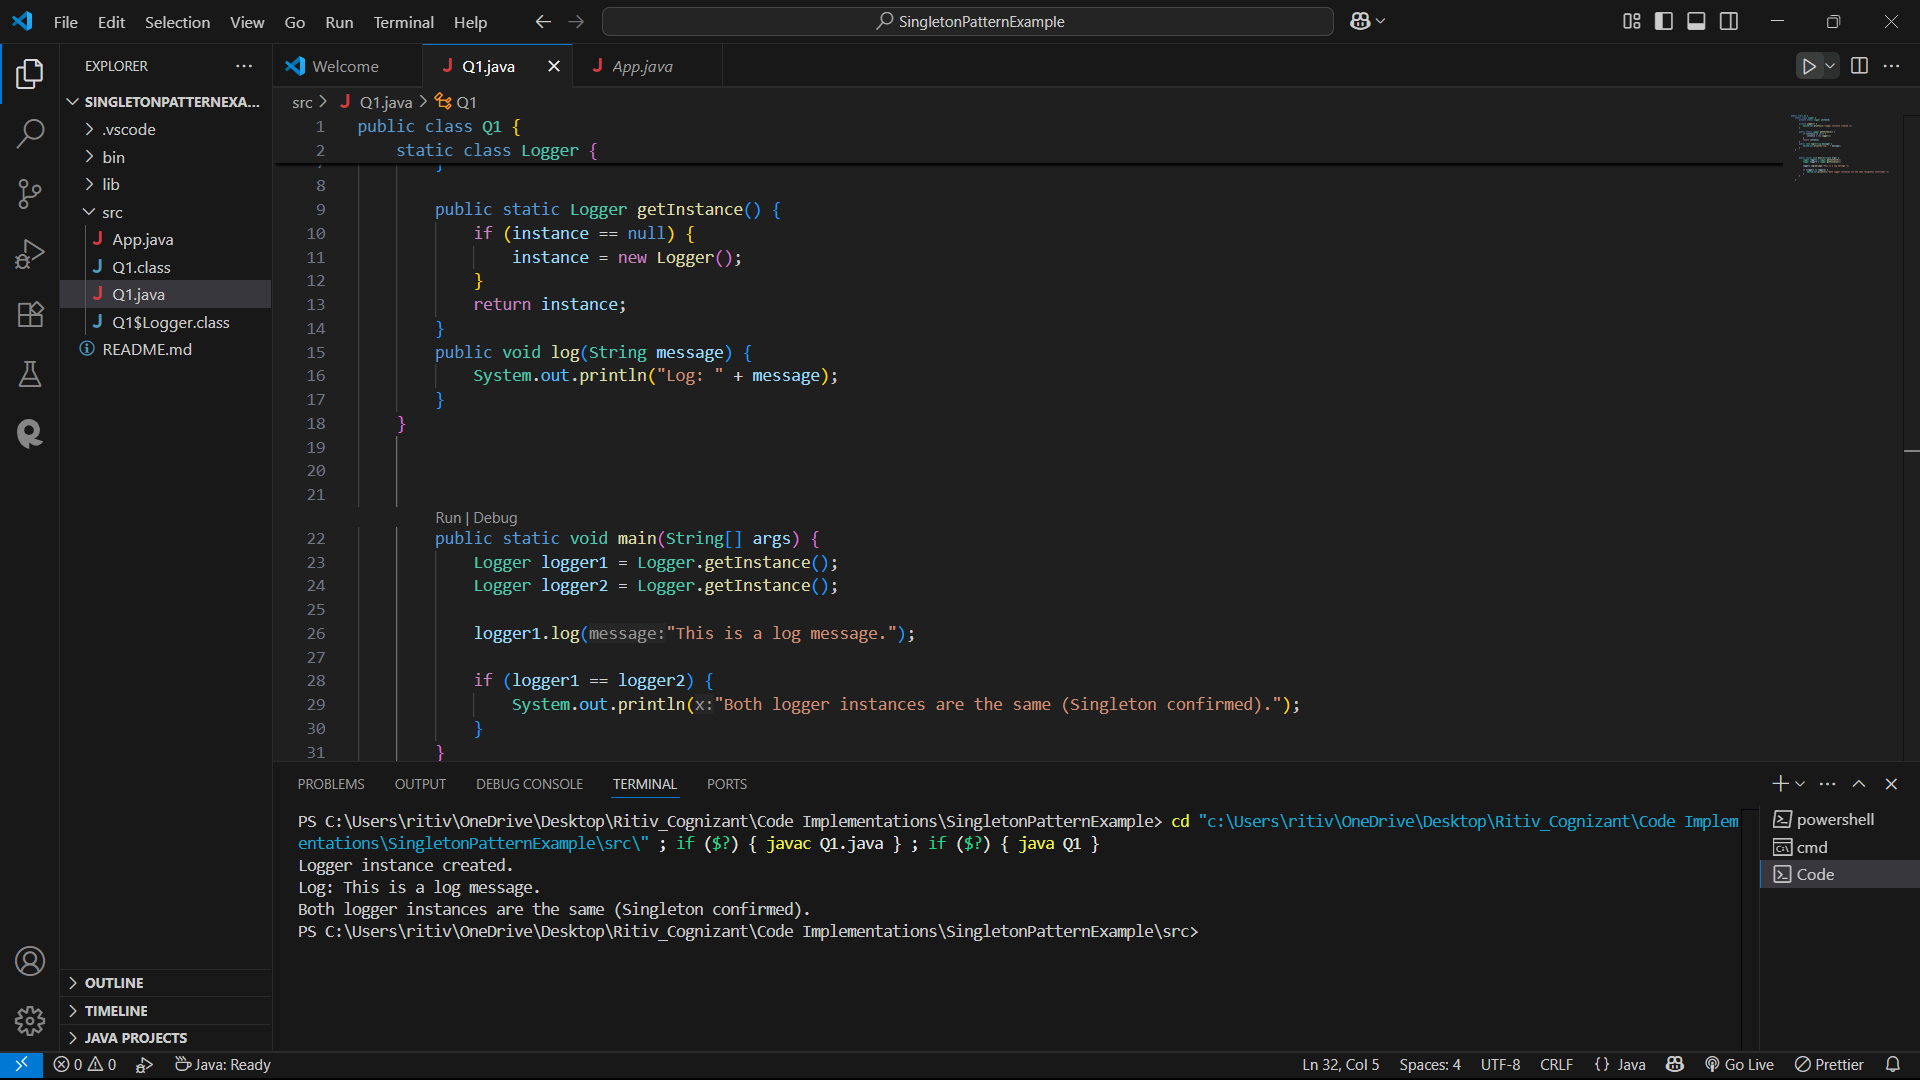 File Edit Selection View Go Run Terminal Help
SingletonPatternExample
EXPLORER
SINGLETONPATTERNEXA...
.vscode
bin
lib
src
App.java
Q1.class
Q1.java
Q1$Logger.class
README.md
OUTLINE
TIMELINE
JAVA PROJECTS
Welcome Q1.java App.java
src > Q1.java > Q1
1 public class Q1 {
2 static class Logger {
8
9 public static Logger getInstance() {
10 if (instance == null) {
11 instance = new Logger();
12 }
13 return instance;
14 }
15 public void log(String message) {
16 System.out.println("Log: " + message);
17 }
18 }
19
20
21
Run | Debug
22 public static void main(String[] args) {
23 Logger logger1 = Logger.getInstance();
24 Logger logger2 = Logger.getInstance();
25
26 logger1.log(message:"This is a log message.");
27
28 if (logger1 == logger2) {
29 System.out.println(x:"Both logger instances are the same (Singleton confirmed).");
30 }
31 }
PROBLEMS OUTPUT DEBUG CONSOLE TERMINAL PORTS
PS C:\Users\ritiv\OneDrive\Desktop\Ritiv_Cognizant\Code Implementations\SingletonPatternExample> cd "c:\Users\ritiv\OneDrive\Desktop\Ritiv_Cognizant\Code Implem
entations\SingletonPatternExample\src\" ; if ($?) { javac Q1.java } ; if ($?) { java Q1 }
Logger instance created.
Log: This is a log message.
Both logger instances are the same (Singleton confirmed).
PS C:\Users\ritiv\OneDrive\Desktop\Ritiv_Cognizant\Code Implementations\SingletonPatternExample\src>
powershell
cmd
Code
0 0 Java: Ready
Ln 32, Col 5 Spaces: 4 UTF-8 CRLF {} Java Go Live Prettier